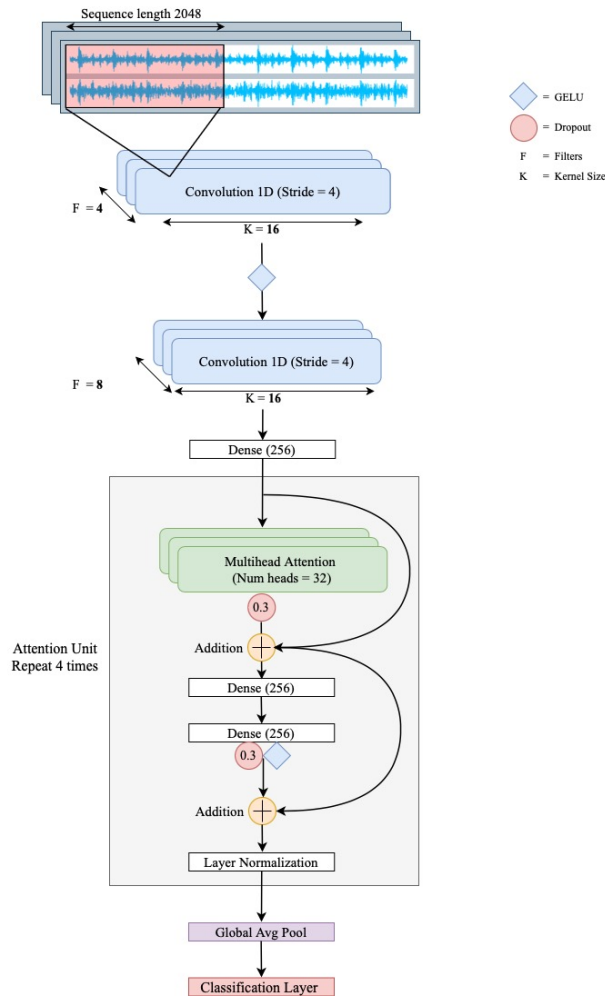 Sequence length 2048
= GELU
= Dropout
F = Filters
K = Kernel Size
Convolution 1D (Stride = 4)
F = 4
K = 16
Convolution 1D (Stride = 4)
F = 8
K = 16
Dense (256)
Multihead Attention
(Num heads = 32)
0.3
Attention Unit
Repeat 4 times
Addition
Dense (256)
Dense (256)
0.3
Addition
Layer Normalization
Global Avg Pool
Classification Layer